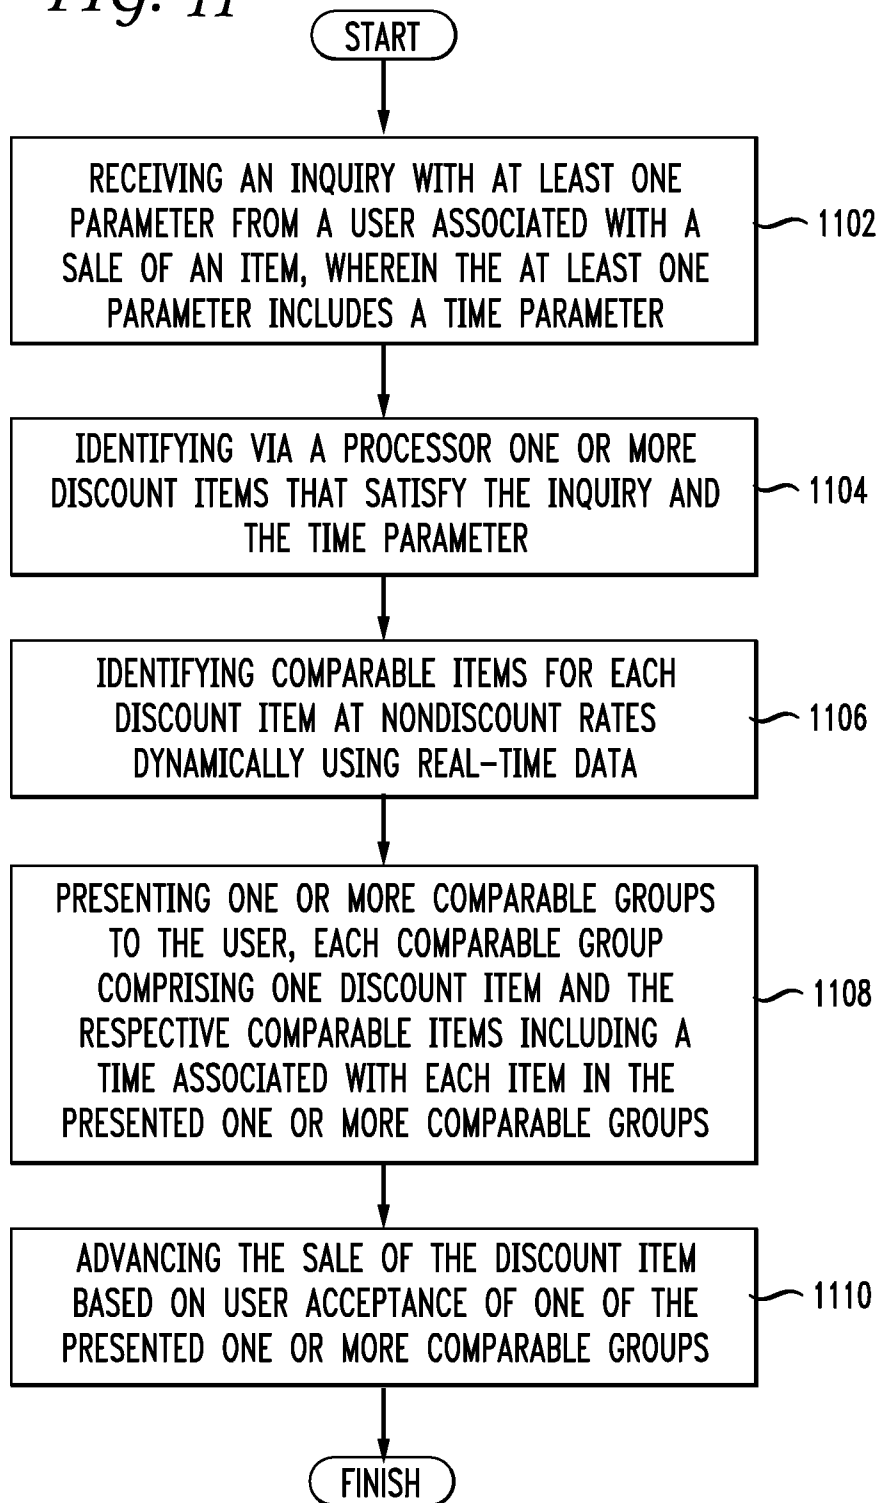 Fig. 11
START
RECEIVING AN INQUIRY WITH AT LEAST ONE
PARAMETER FROM A USER ASSOCIATED WITH A
SALE OF AN ITEM, WHEREIN THE AT LEAST ONE
PARAMETER INCLUDES A TIME PARAMETER
1102
IDENTIFYING VIA A PROCESSOR ONE OR MORE
DISCOUNT ITEMS THAT SATISFY THE INQUIRY AND
THE TIME PARAMETER
1104
IDENTIFYING COMPARABLE ITEMS FOR EACH
DISCOUNT ITEM AT NONDISCOUNT RATES
DYNAMICALLY USING REAL-TIME DATA
1106
PRESENTING ONE OR MORE COMPARABLE GROUPS
TO THE USER, EACH COMPARABLE GROUP
COMPRISING ONE DISCOUNT ITEM AND THE
RESPECTIVE COMPARABLE ITEMS INCLUDING A
TIME ASSOCIATED WITH EACH ITEM IN THE
PRESENTED ONE OR MORE COMPARABLE GROUPS
1108
ADVANCING THE SALE OF THE DISCOUNT ITEM
BASED ON USER ACCEPTANCE OF ONE OF THE
PRESENTED ONE OR MORE COMPARABLE GROUPS
1110
FINISH